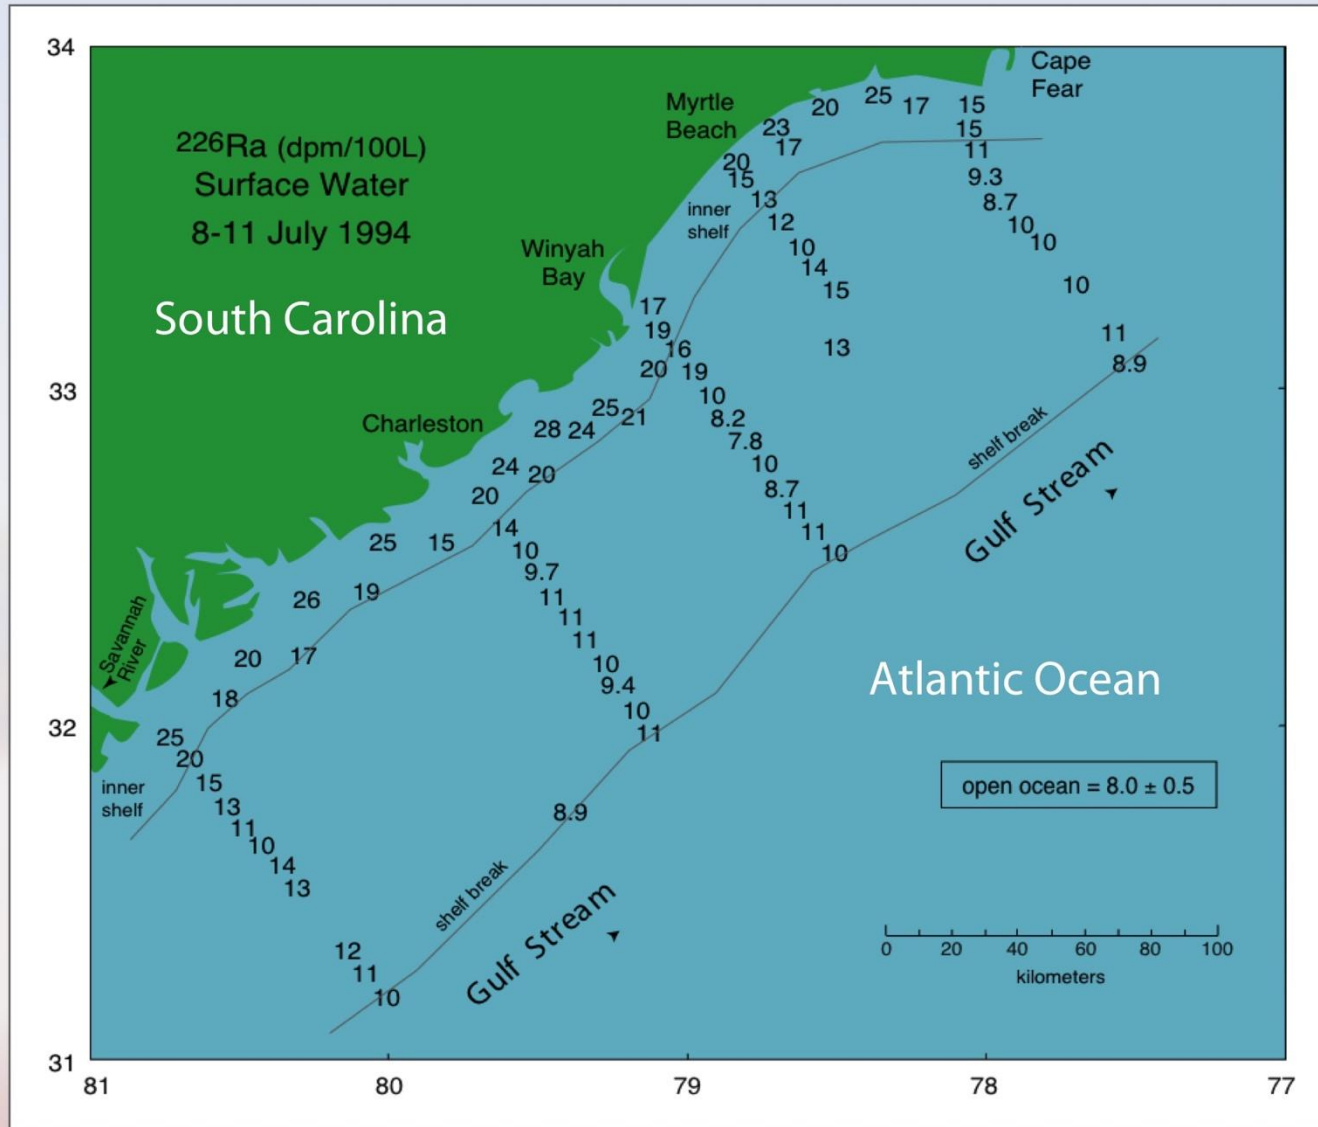 34
Cape
Fear
Myrtle
Beach
20
25
17
15
23
17
15
11
226Ra (dpm/100L)
Surface Water
8-11 July 1994
20
15
13
12
10
14
15
13
9.3
8.7
10
10
10
11
8.9
inner
shelf
Winyah
Bay
South Carolina
17
19
16
20
19
10
8.2
7.8
10
8.7
11
11
10
33
Charleston
25
21
28
24
24
20
20
shelf break
Gulf Stream
14
10
9.7
11
11
11
10
9.4
10
11
25
15
26
19
Savannah
River
20
17
18
Atlantic Ocean
32
25
20
15
13
11
10
14
13
12
11
10
inner
shelf
open ocean = 8.0 ± 0.5
8.9
shelf break
Gulf Stream
0 20 40 60 80 100
kilometers
31
81 80 79 78 77